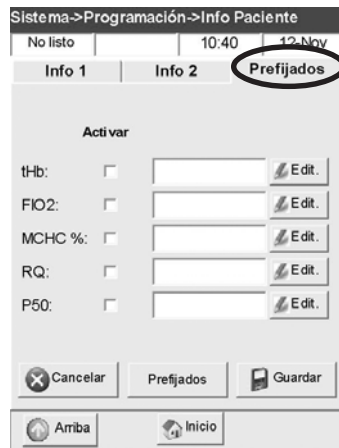 Sistema->Programación->Info Paciente
No listo 10:40 12-Nov
Info 1 Info 2 Prefijados
Activar
tHb: Edit.
FIO2: Edit.
MCHC %: Edit.
RQ: Edit.
P50: Edit.
Cancelar Prefijados Guardar
Arriba Inicio